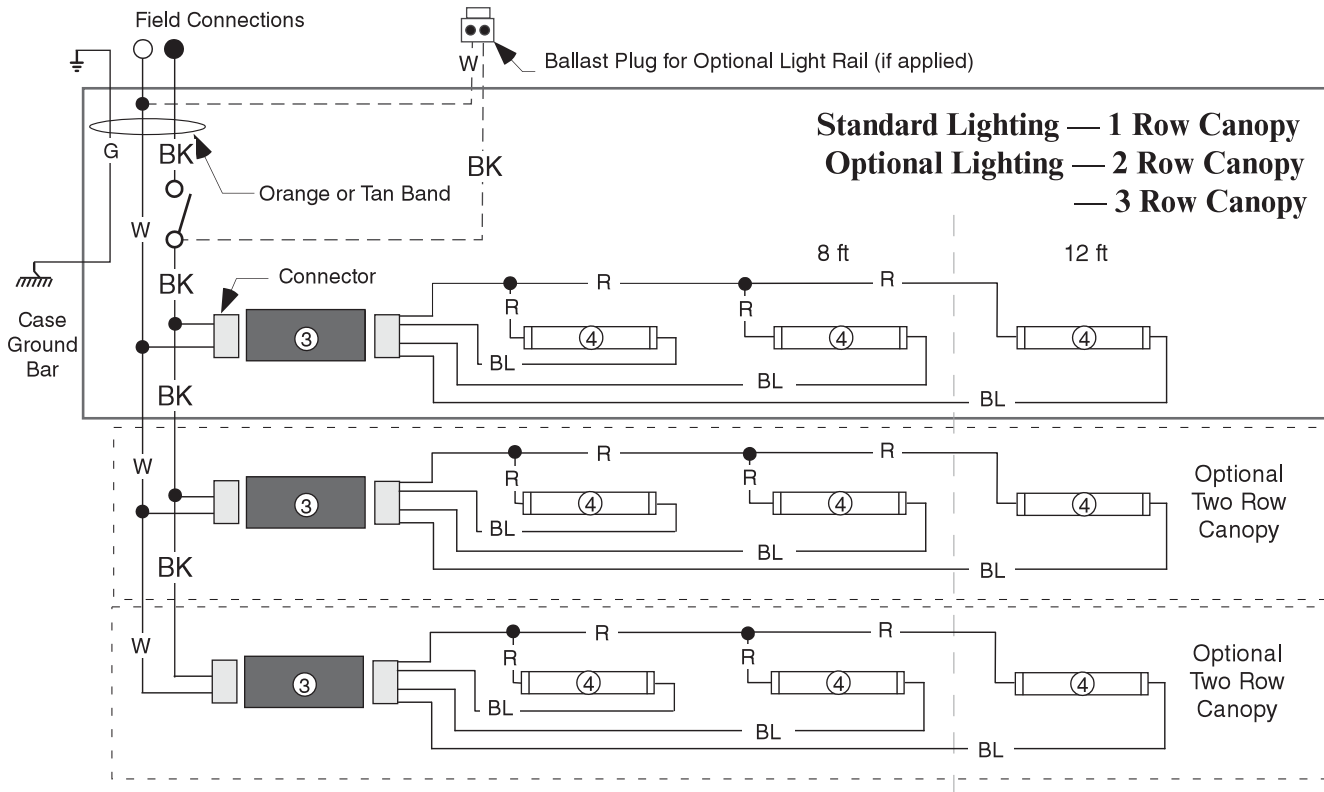 Field Connections
W
Ballast Plug for Optional Light Rail (if applied)
Standard Lighting — 1 Row Canopy
Optional Lighting — 2 Row Canopy
— 3 Row Canopy
G
BK
BK
Orange or Tan Band
W
8 ft
12 ft
Connector
BK
R
R
R
R
Case
Ground
Bar
3
4
4
4
BL
BL
BK
BL
W
R
R
R
R
Optional
Two Row
Canopy
3
4
4
4
BL
BL
BK
BL
W
R
R
R
R
Optional
Two Row
Canopy
3
4
4
4
BL
BL
BL